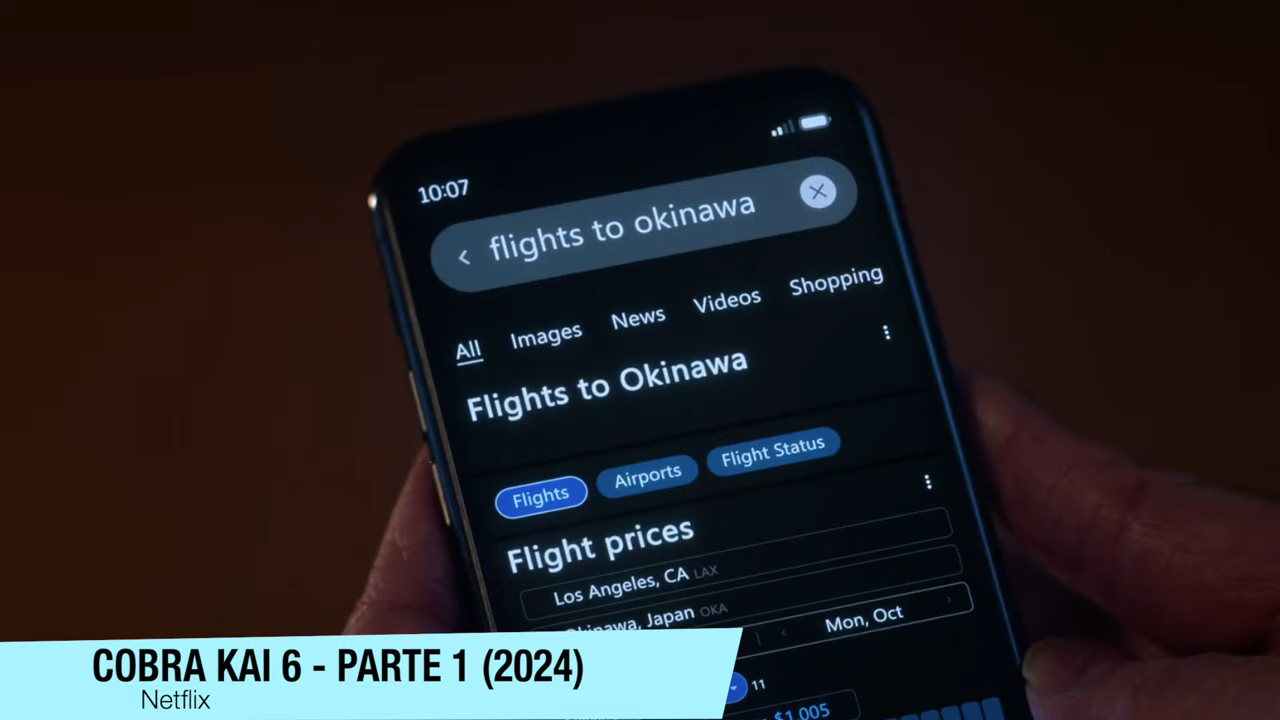 10:07
flights to okinawa
All Images News Videos Shopping
Flights to Okinawa
Flights Airports Flight Status
Flight prices
Los Angeles, CA LAX
Okinawa, Japan OKA
Mon, Oct
11
$1,005
COBRA KAI 6 - PARTE 1 (2024)
Netflix